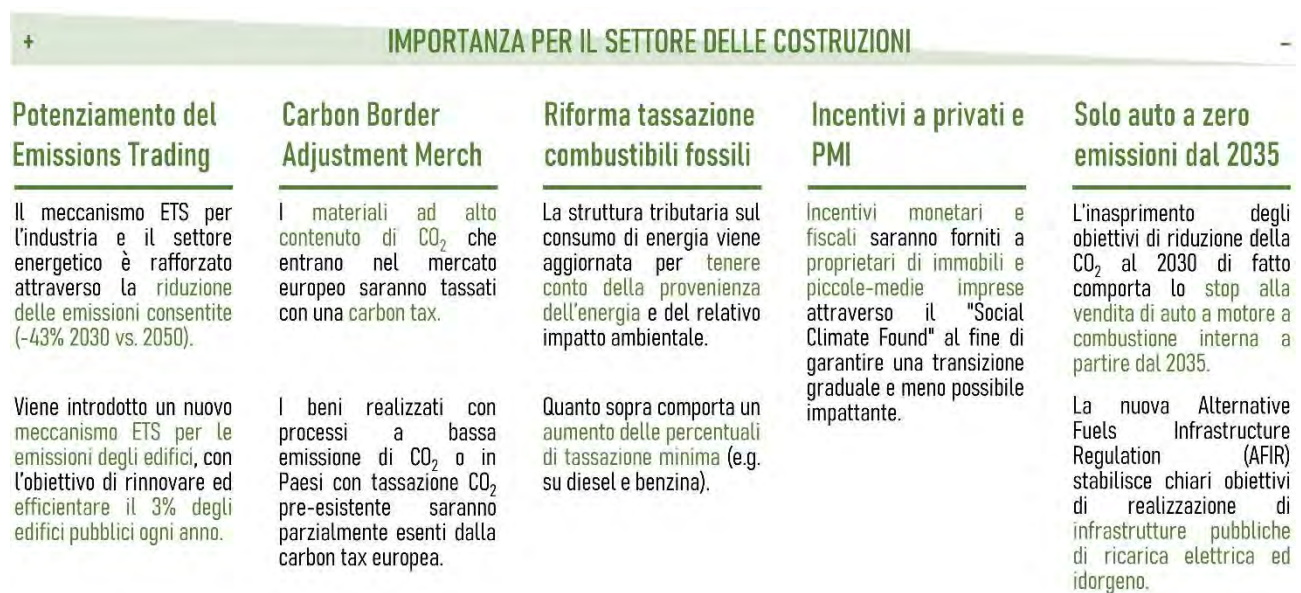 + IMPORTANZA PER IL SETTORE DELLE COSTRUZIONI -
Potenziamento del
Emissions Trading
Il meccanismo ETS per
l'industria e il settore
energetico è rafforzato
attraverso la riduzione
delle emissioni consentite
(-43% 2030 vs. 2050).
Viene introdotto un nuovo
meccanismo ETS per le
emissioni degli edifici, con
l'obiettivo di rinnovare ed
efficientare il 3% degli
edifici pubblici ogni anno.
Carbon Border
Adjustment Merch
I materiali ad alto
contenuto di CO₂ che
entrano nel mercato
europeo saranno tassati
con una carbon tax.
I beni realizzati con
processi a bassa
emissione di CO₂ o in
Paesi con tassazione CO₂
pre-esistente saranno
parzialmente esenti dalla
carbon tax europea.
Riforma tassazione
combustibili fossili
La struttura tributaria sul
consumo di energia viene
aggiornata per tenere
conto della provenienza
dell'energia e del relativo
impatto ambientale.
Quanto sopra comporta un
aumento delle percentuali
di tassazione minima (e.g.
su diesel e benzina).
Incentivi a privati e
PMI
Incentivi monetari e
fiscali saranno forniti a
proprietari di immobili e
piccole-medie imprese
attraverso il "Social
Climate Found" al fine di
garantire una transizione
graduale e meno possibile
impattante.
Solo auto a zero
emissioni dal 2035
L'inasprimento degli
obiettivi di riduzione della
CO₂ al 2030 di fatto
comporta lo stop alla
vendita di auto a motore a
combustione interna a
partire dal 2035.
La nuova Alternative
Fuels Infrastructure
Regulation (AFIR)
stabilisce chiari obiettivi
di realizzazione di
infrastrutture pubbliche
di ricarica elettrica ed
idorgeno.